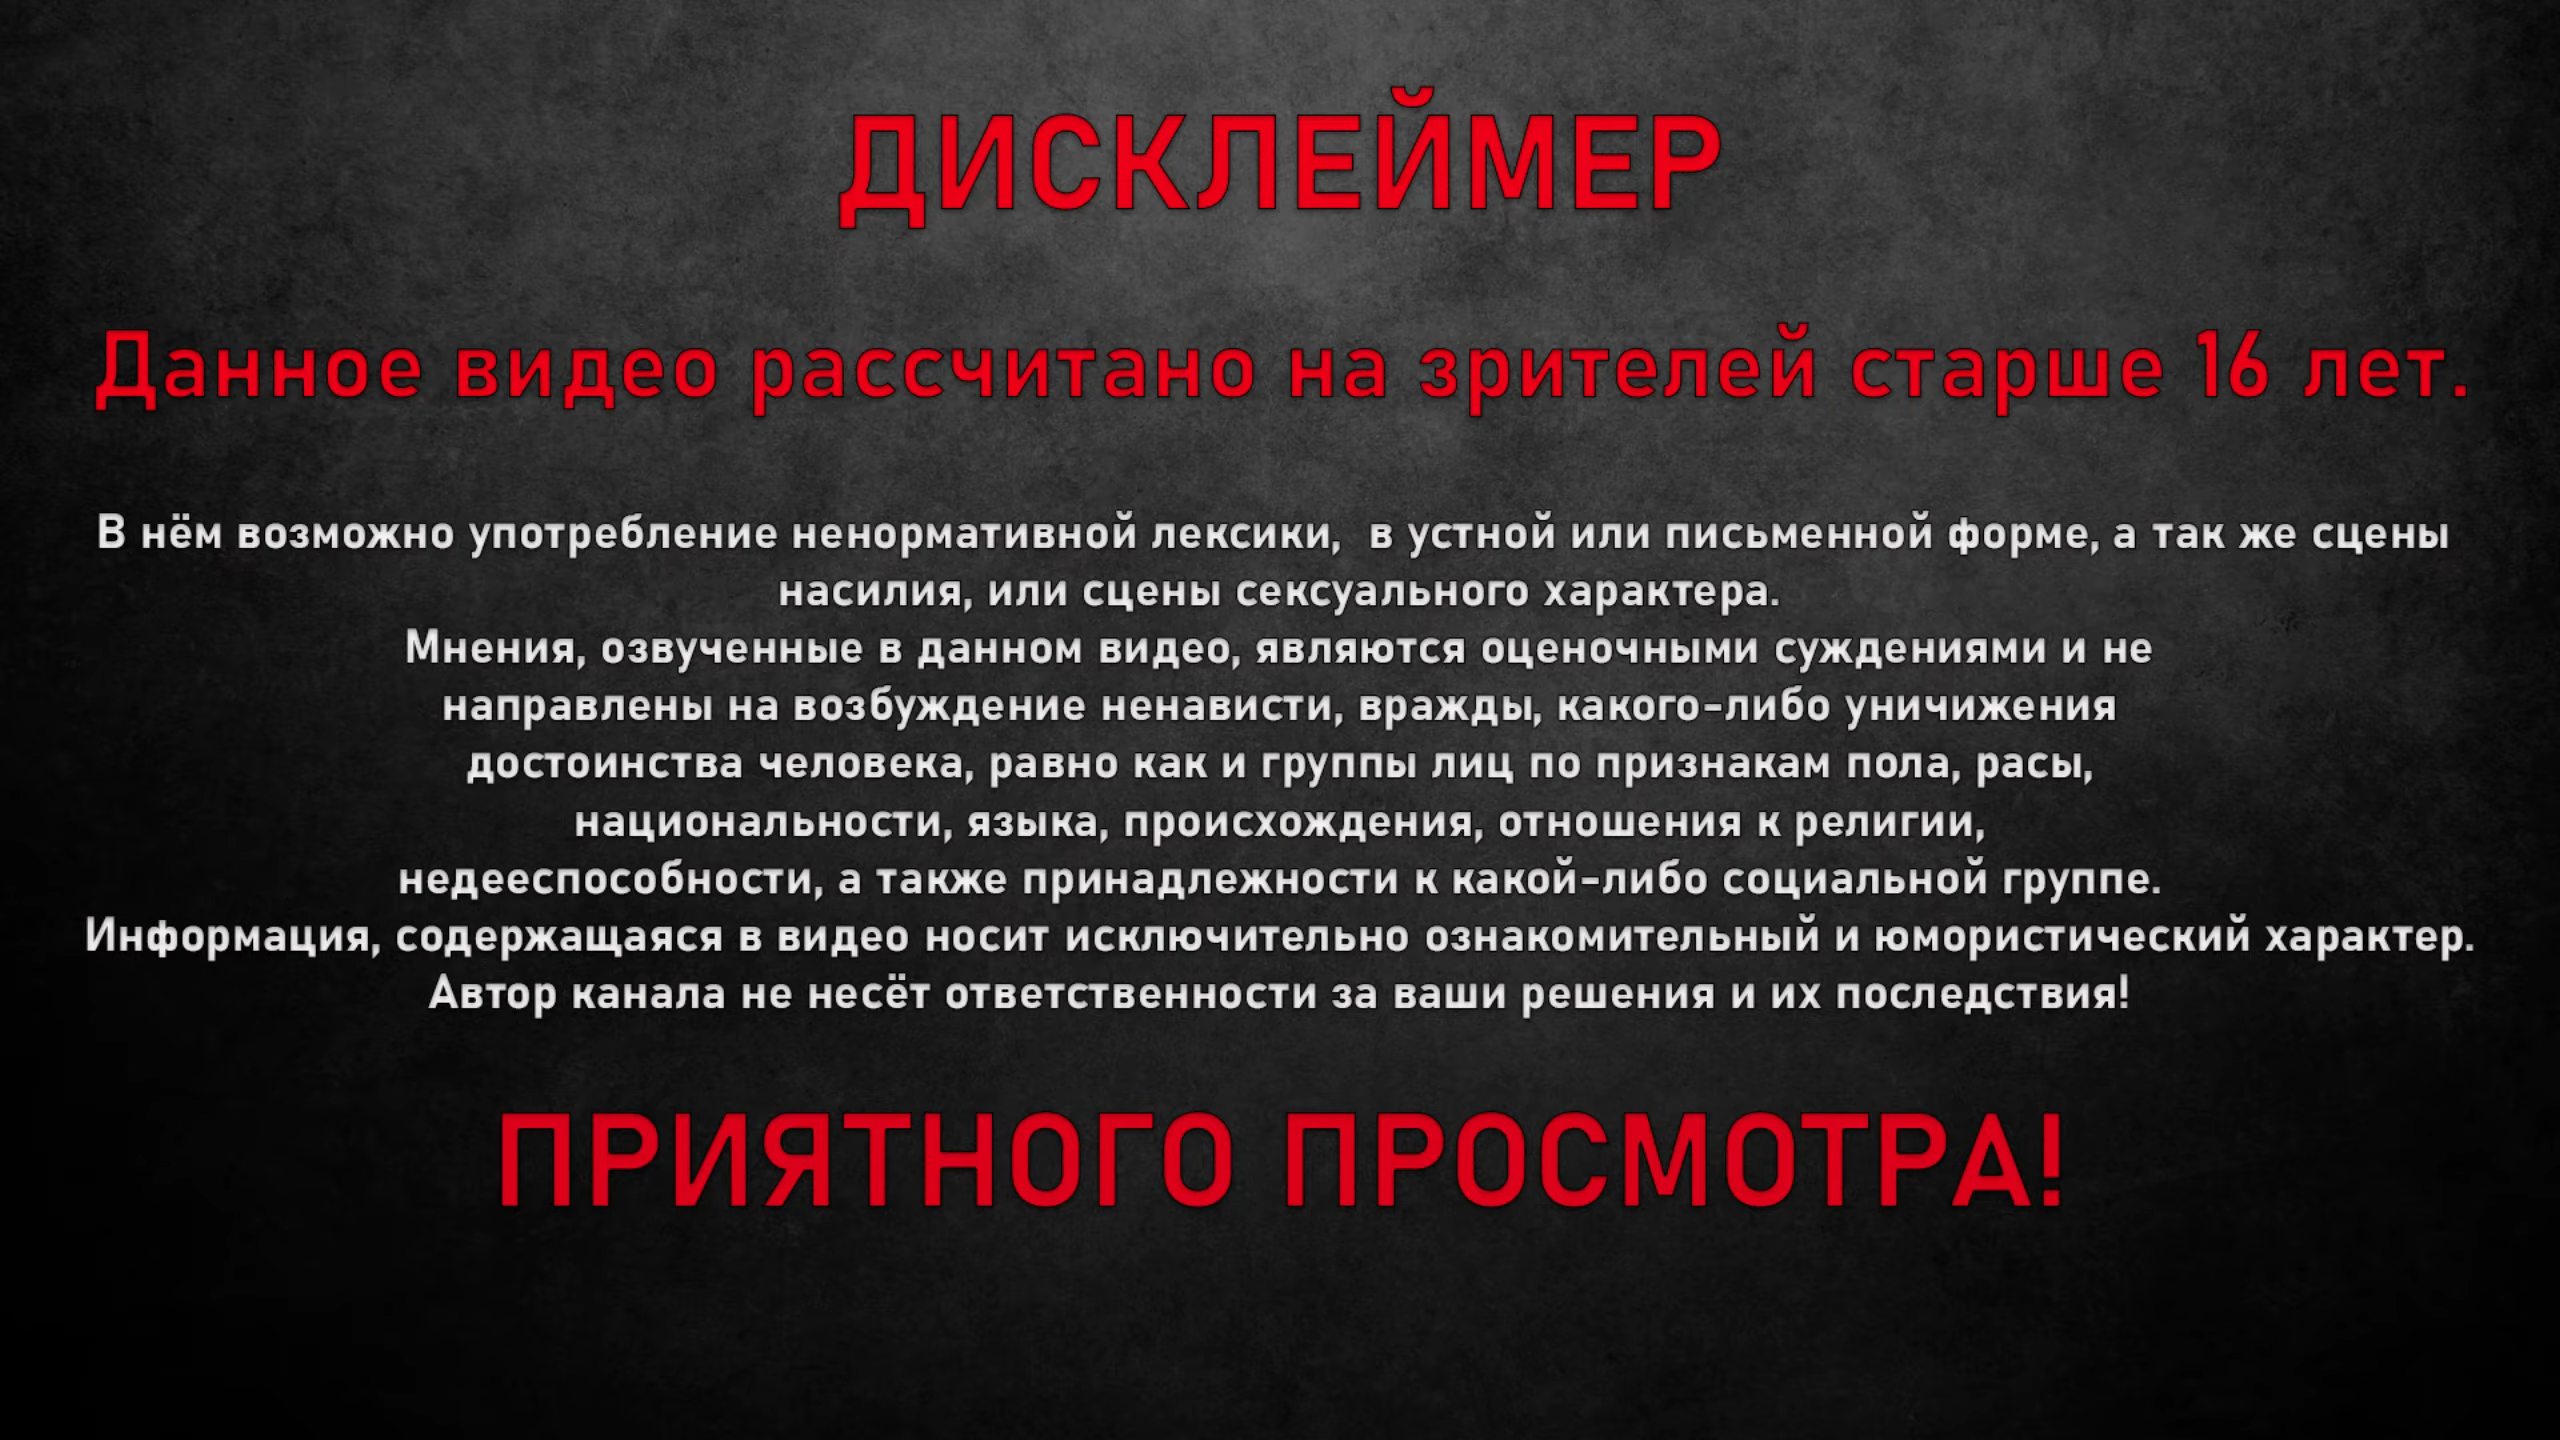 ДИСКЛЕЙМЕР
Данное видео рассчитано на зрителей старше 16 лет.
В нём возможно употребление ненормативной лексики,  в устной или письменной форме, а так же сцены
насилия, или сцены сексуального характера.
Мнения, озвученные в данном видео, являются оценочными суждениями и не
направлены на возбуждение ненависти, вражды, какого-либо уничижения
достоинства человека, равно как и группы лиц по признакам пола, расы,
национальности, языка, происхождения, отношения к религии,
недееспособности, а также принадлежности к какой-либо социальной группе.
Информация, содержащаяся в видео носит исключительно ознакомительный и юмористический характер.
Автор канала не несёт ответственности за ваши решения и их последствия!
ПРИЯТНОГО ПРОСМОТРА!